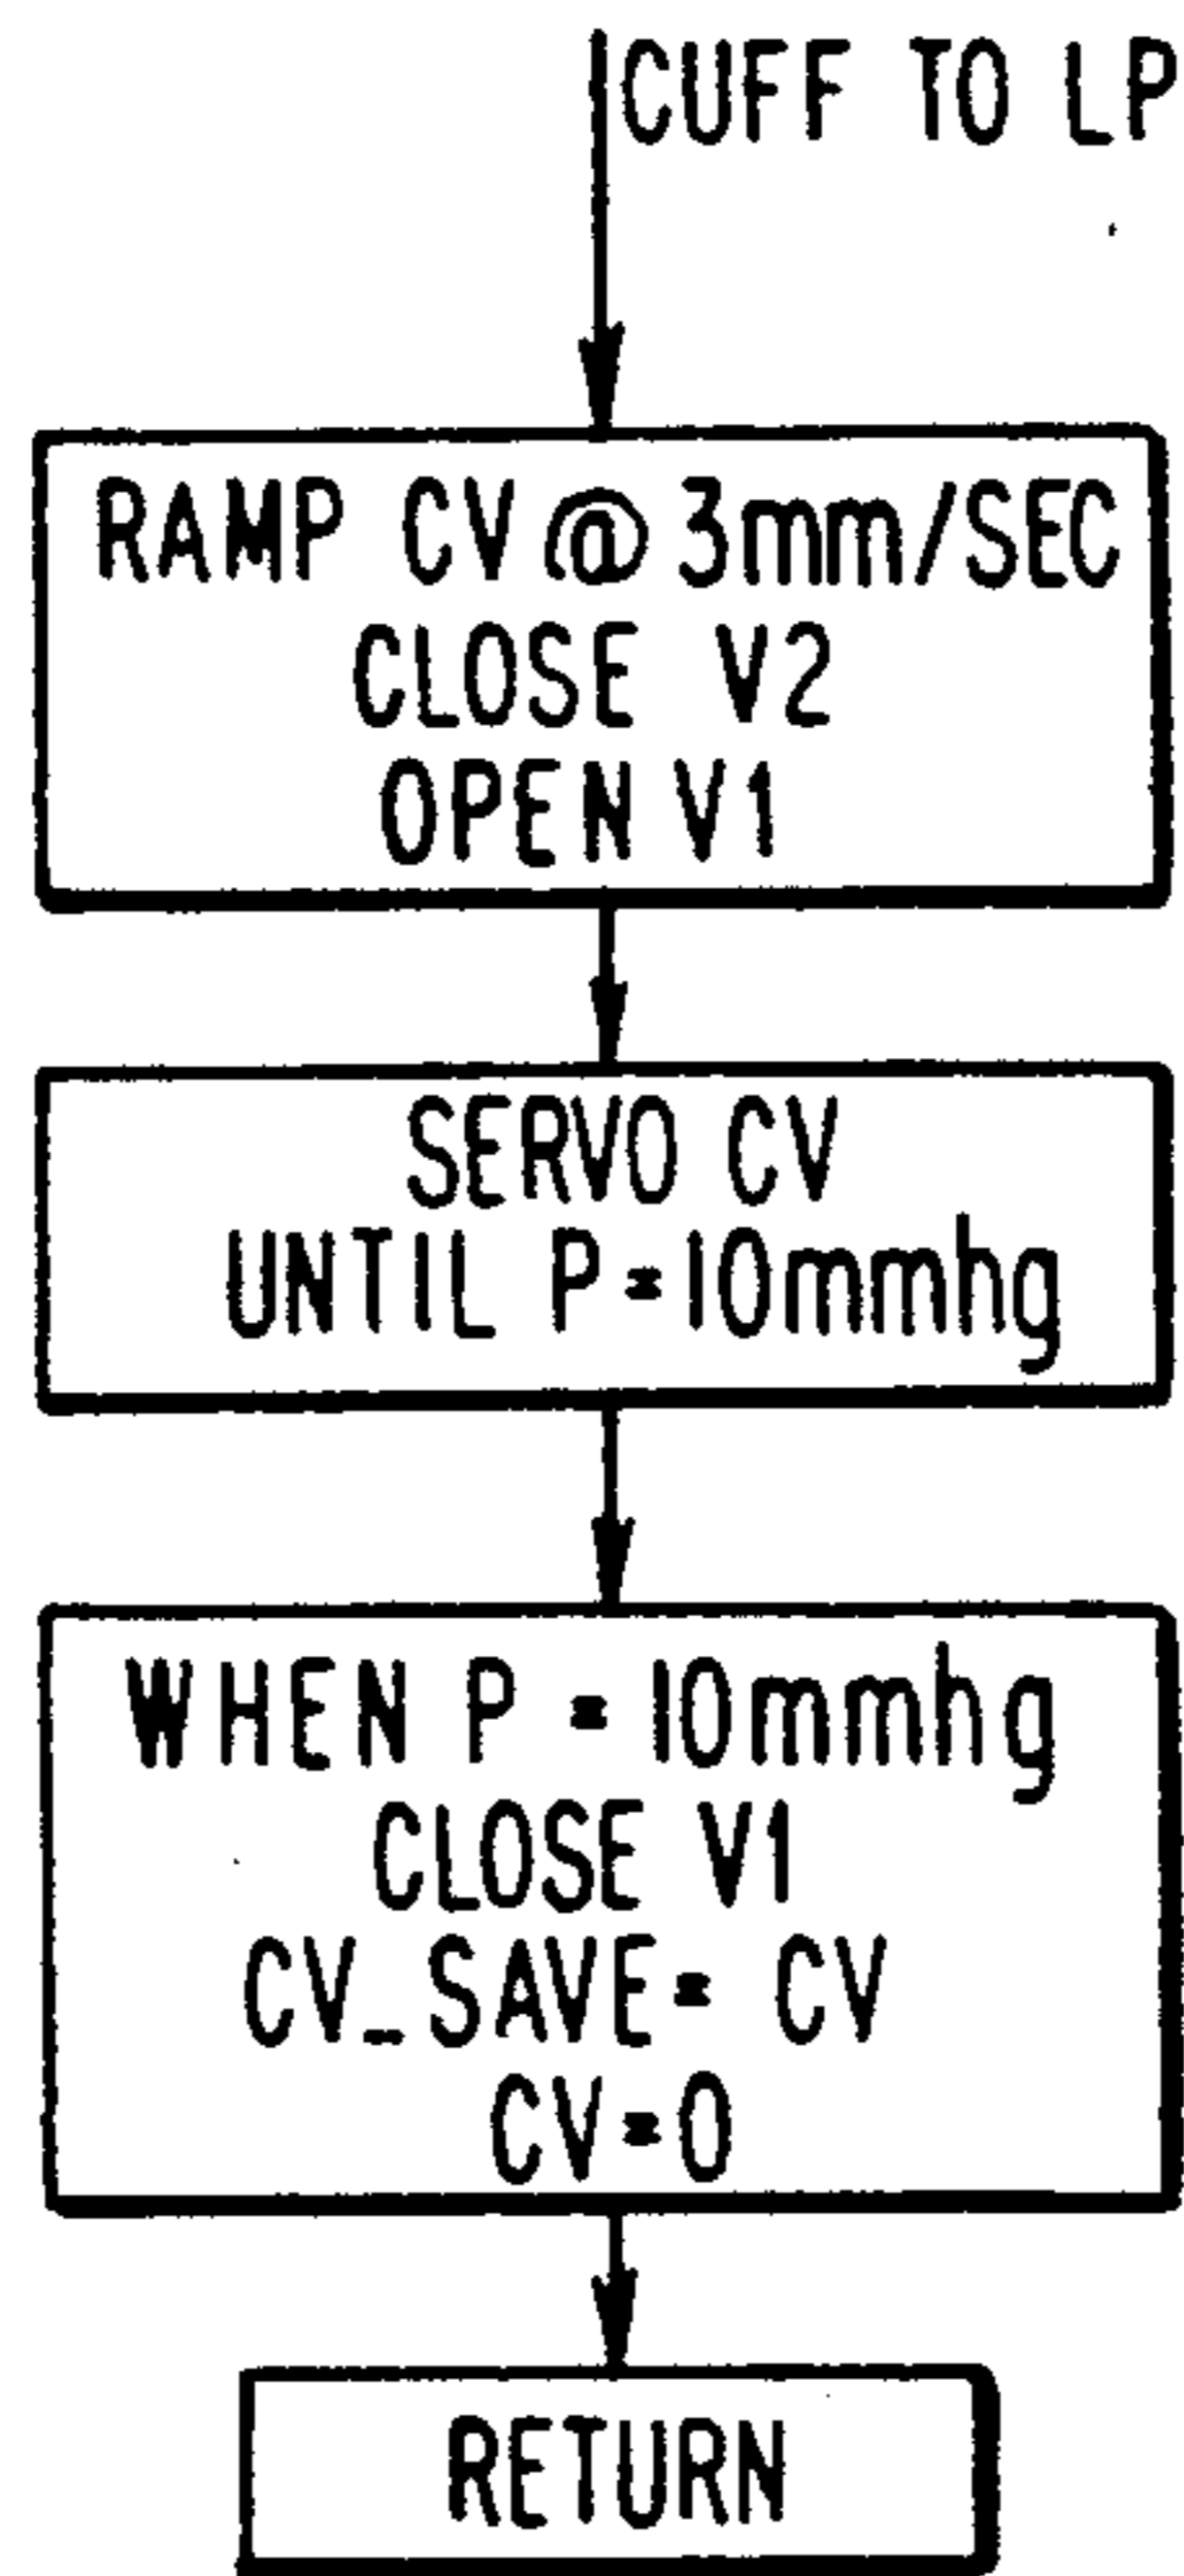 CUFF TO LP
RAMP CV @ 3mm/SEC
CLOSE V2
OPEN V1
SERVO CV
UNTIL P=10mmhg
WHEN P = 10mmhg
CLOSE V1
CV_SAVE= CV
CV=0
RETURN